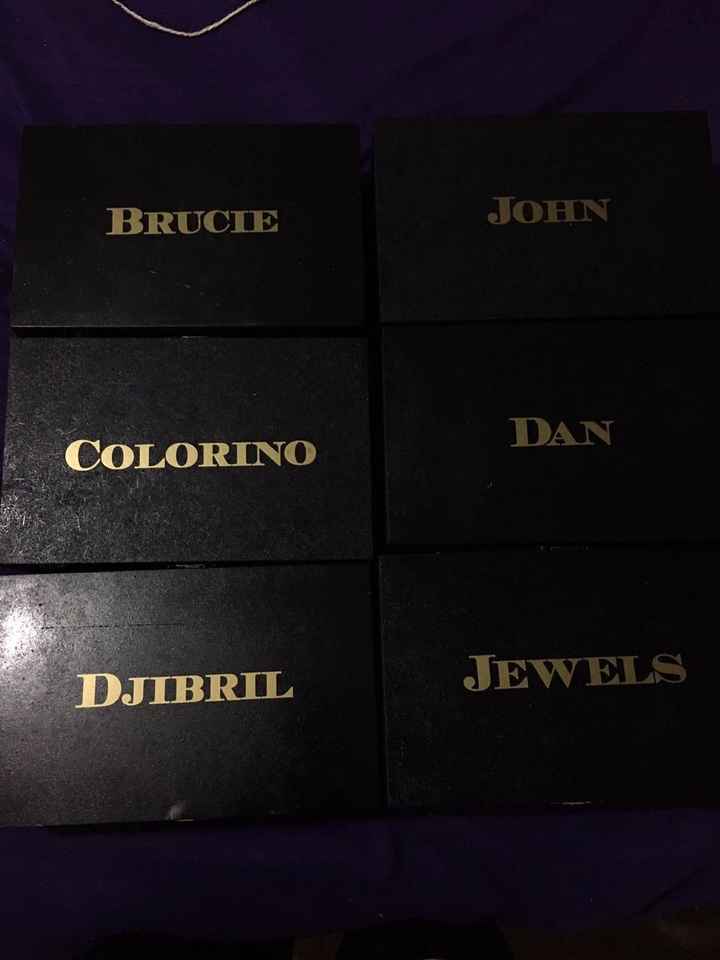 BRUCIE
JOHN
COLORINO
DAN
DJIBRIL
JEWELS